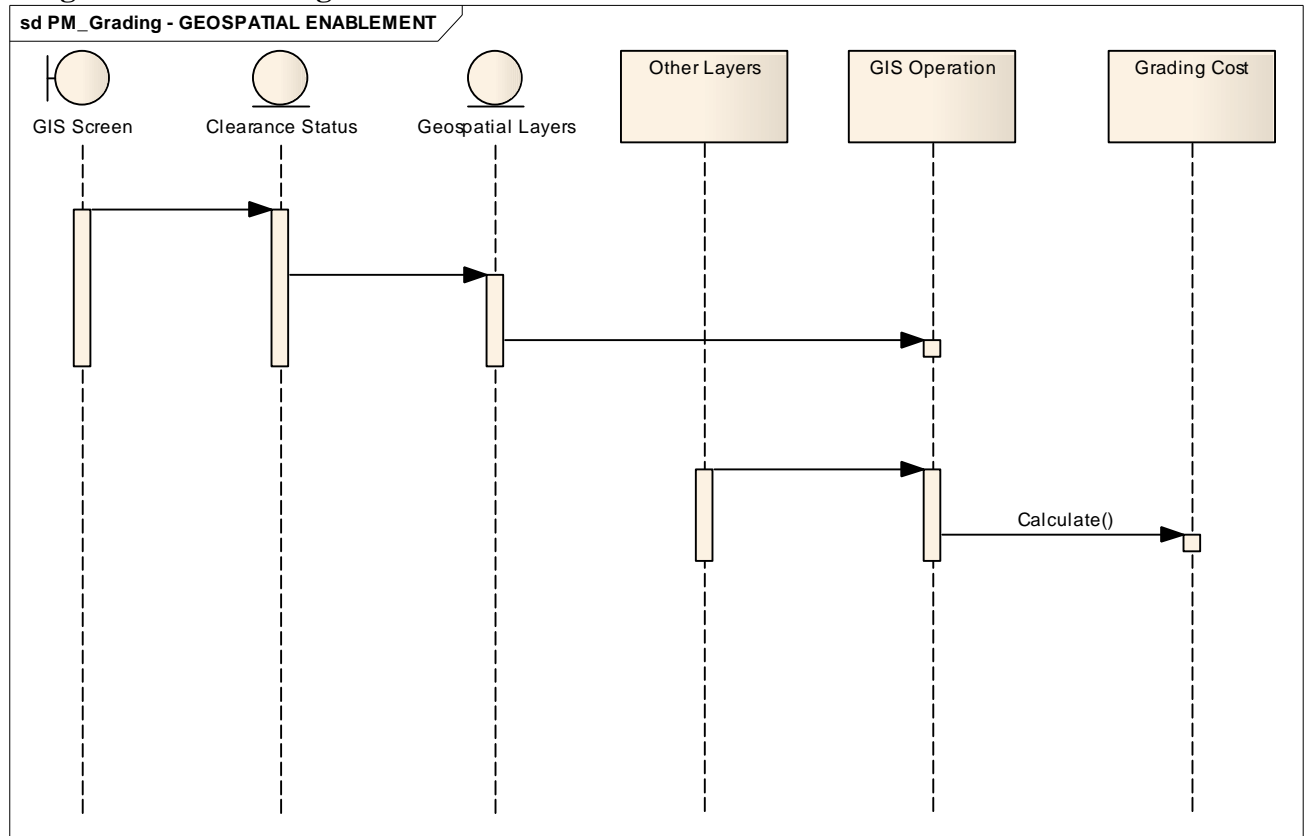 sd PM_Grading - GEOSPATIAL ENABLEMENT
GIS Screen
Clearance Status
Geospatial Layers
Other Layers
GIS Operation
Grading Cost
Calculate()